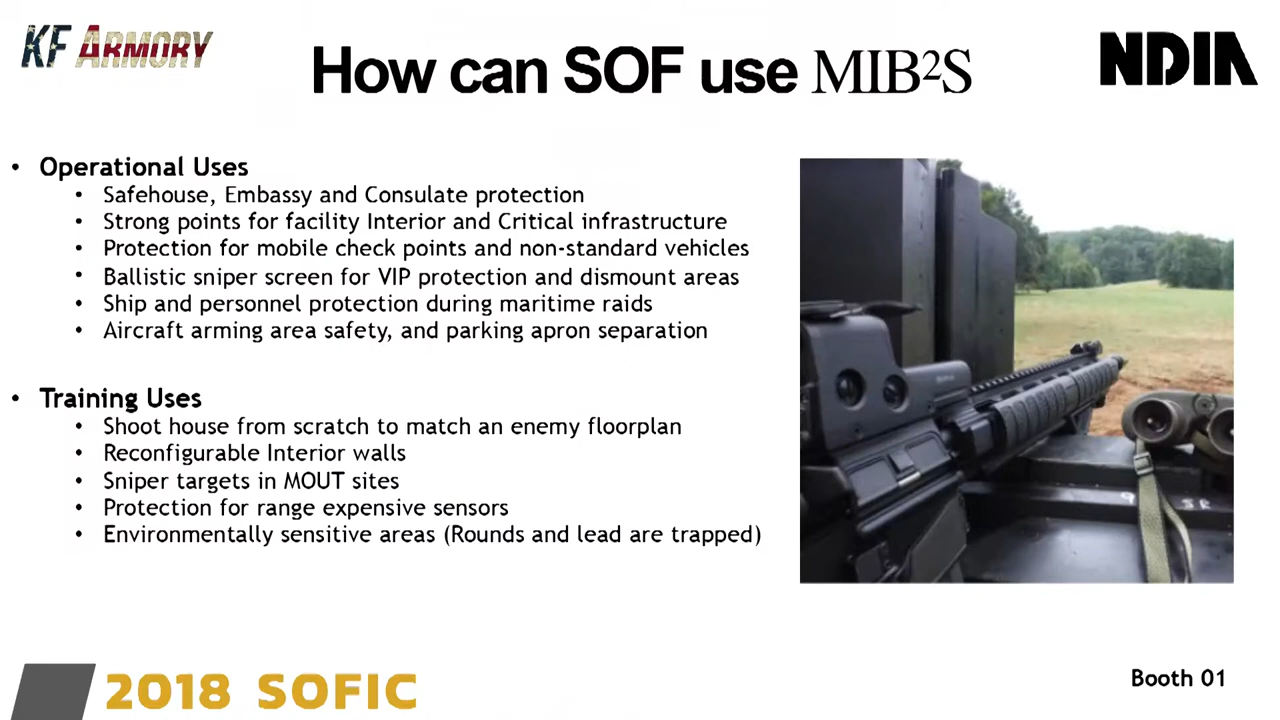 KF ARMORY
How can SOF use MIB²S
NDIA
• Operational Uses
• Safehouse, Embassy and Consulate protection
• Strong points for facility Interior and Critical infrastructure
• Protection for mobile check points and non-standard vehicles
• Ballistic sniper screen for VIP protection and dismount areas
• Ship and personnel protection during maritime raids
• Aircraft arming area safety, and parking apron separation
• Training Uses
• Shoot house from scratch to match an enemy floorplan
• Reconfigurable Interior walls
• Sniper targets in MOUT sites
• Protection for range expensive sensors
• Environmentally sensitive areas (Rounds and lead are trapped)
2018 SOFIC
Booth 01